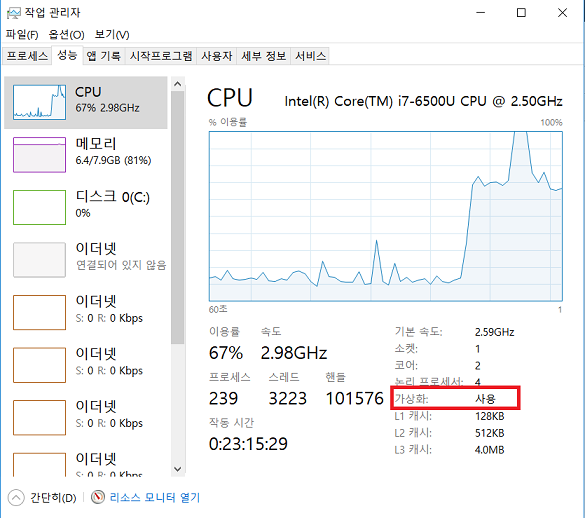 작업 관리자
파일(F) 옵션(O) 보기(V)
프로세스 성능 앱 기록 시작프로그램 사용자 세부 정보 서비스
CPU
67% 2.98GHz
메모리
6.4/7.9GB (81%)
디스크 0(C:)
0%
이더넷
연결되어 있지 않음
이더넷
S: 0 R: 0 Kbps
이더넷
S: 0 R: 0 Kbps
이더넷
S: 0 R: 0 Kbps
이더넷
S: 0 R: 0 Kbps
CPU Intel(R) Core(TM) i7-6500U CPU @ 2.50GHz
% 이용률 100%
60초 1
이용률 속도
67% 2.98GHz
프로세스 스레드 핸들
239 3223 101576
작동 시간
0:23:15:29
기본 속도: 2.59GHz
소켓: 1
코어: 2
논리 프로세서: 4
가상화: 사용
L1 캐시: 128KB
L2 캐시: 512KB
L3 캐시: 4.0MB
간단히(D) 리소스 모니터 열기